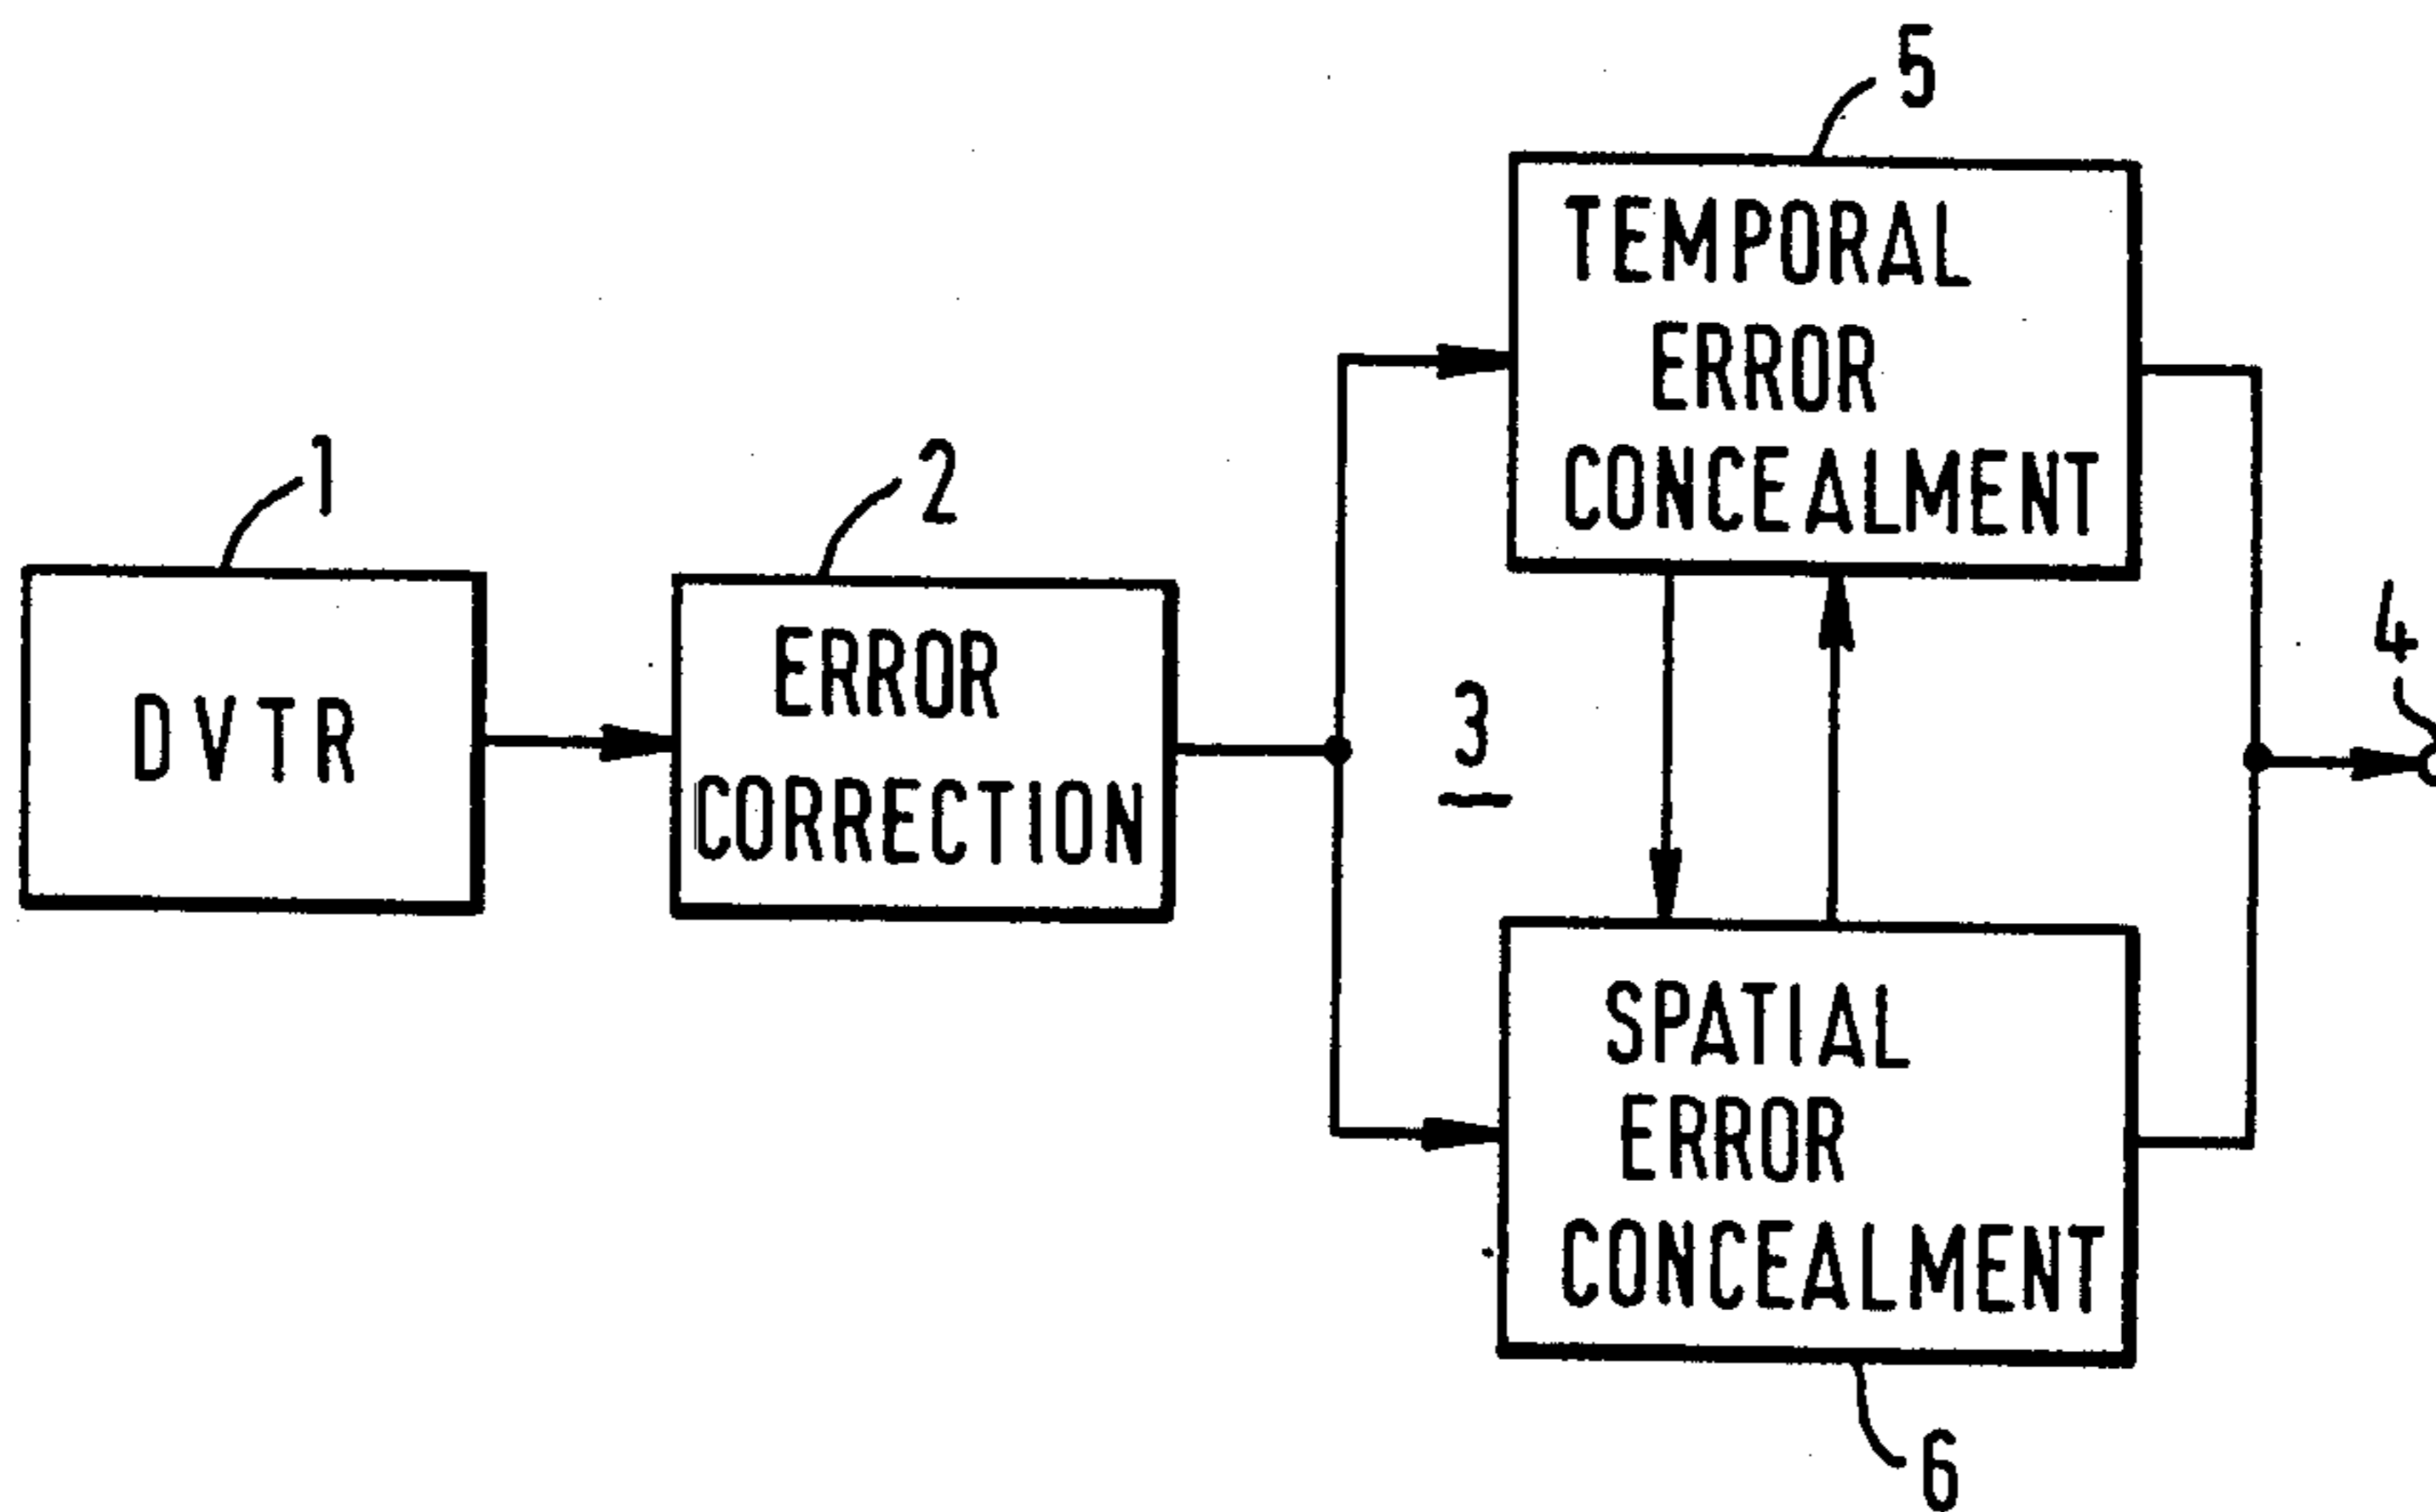 5
TEMPORAL
ERROR
CONCEALMENT
1
2
DVTR
ERROR
CORRECTION
3
4
SPATIAL
ERROR
CONCEALMENT
6